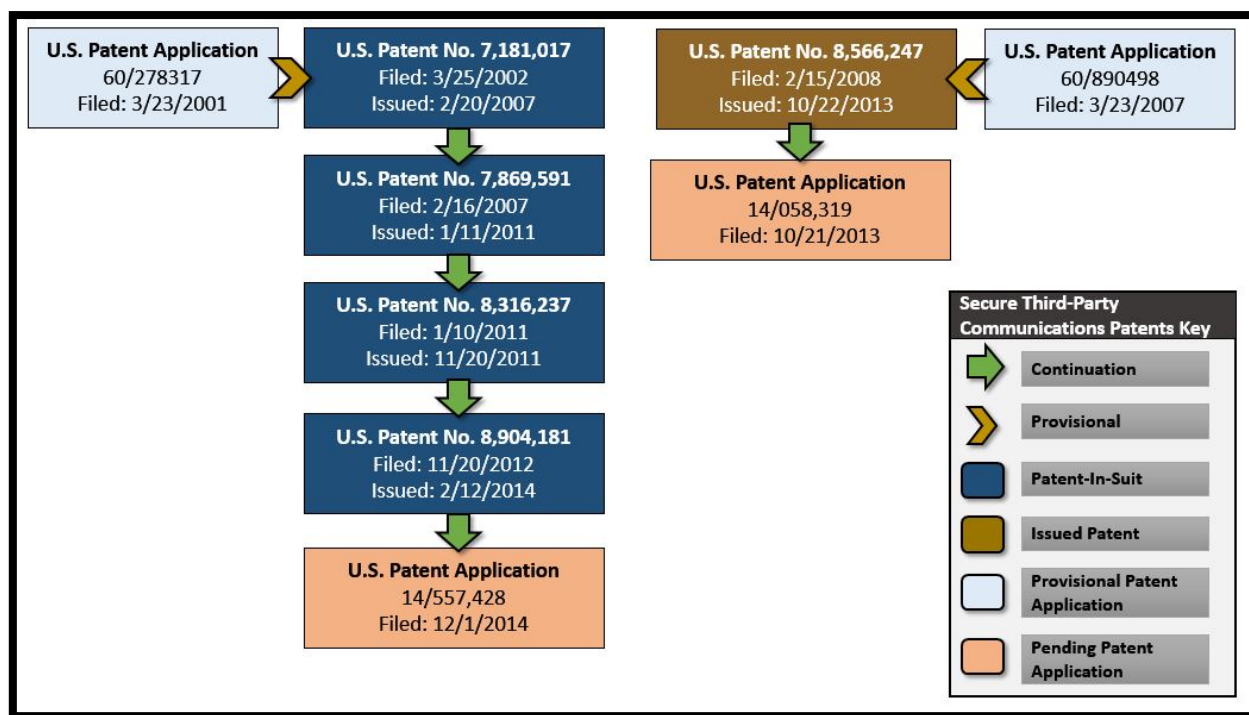 U.S. Patent Application
60/278317
Filed: 3/23/2001
U.S. Patent No. 7,181,017
Filed: 3/25/2002
Issued: 2/20/2007
U.S. Patent No. 7,869,591
Filed: 2/16/2007
Issued: 1/11/2011
U.S. Patent No. 8,316,237
Filed: 1/10/2011
Issued: 11/20/2011
U.S. Patent No. 8,904,181
Filed: 11/20/2012
Issued: 2/12/2014
U.S. Patent Application
14/557,428
Filed: 12/1/2014
U.S. Patent No. 8,566,247
Filed: 2/15/2008
Issued: 10/22/2013
U.S. Patent Application
60/890498
Filed: 3/23/2007
U.S. Patent Application
14/058,319
Filed: 10/21/2013
Secure Third-Party
Communications Patents Key
Continuation
Provisional
Patent-In-Suit
Issued Patent
Provisional Patent
Application
Pending Patent
Application